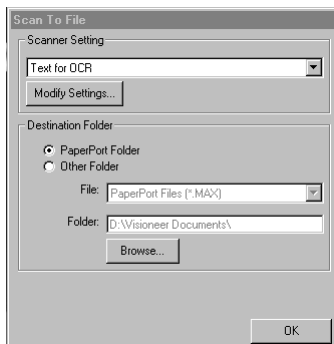 Scan To File
Scanner Setting
Text for OCR
Modify Settings...
Destination Folder
PaperPort Folder
Other Folder
File: PaperPort Files (*.MAX)
Folder: D:\Visioneer Documents\
Browse...
OK